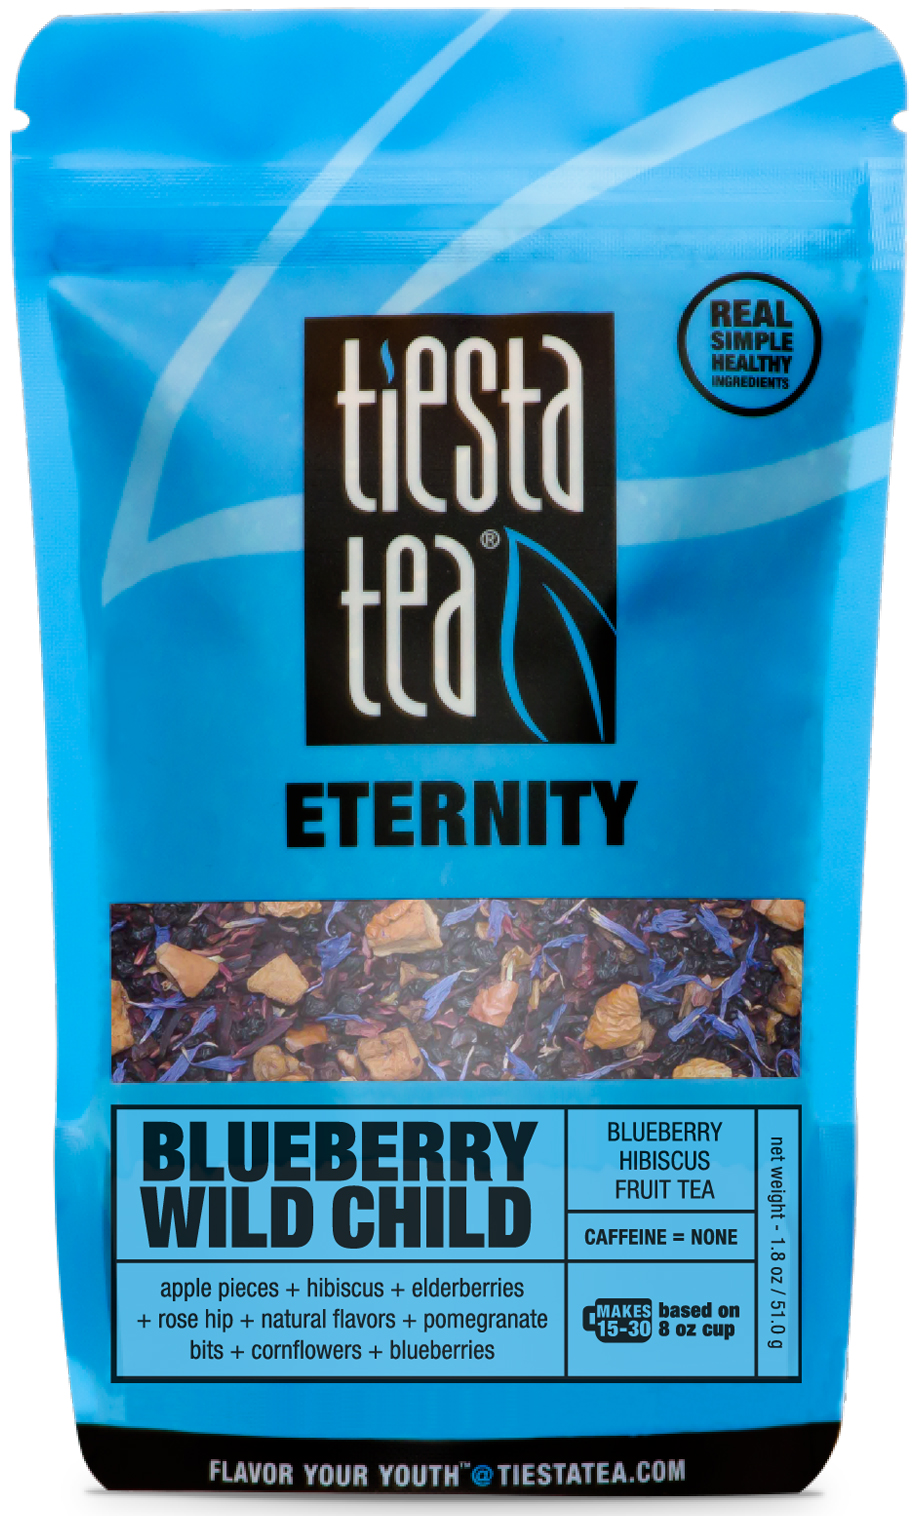 REAL
SIMPLE
HEALTHY
INGREDIENTS
tiesta
tea®
ETERNITY
BLUEBERRY
WILD CHILD
BLUEBERRY
HIBISCUS
FRUIT TEA
CAFFEINE = NONE
apple pieces + hibiscus + elderberries
+ rose hip + natural flavors + pomegranate
bits + cornflowers + blueberries
MAKES
15-30
based on
8 oz cup
net weight - 1.8 oz / 51.0 g
FLAVOR YOUR YOUTH™ @ TIESTATEA.COM